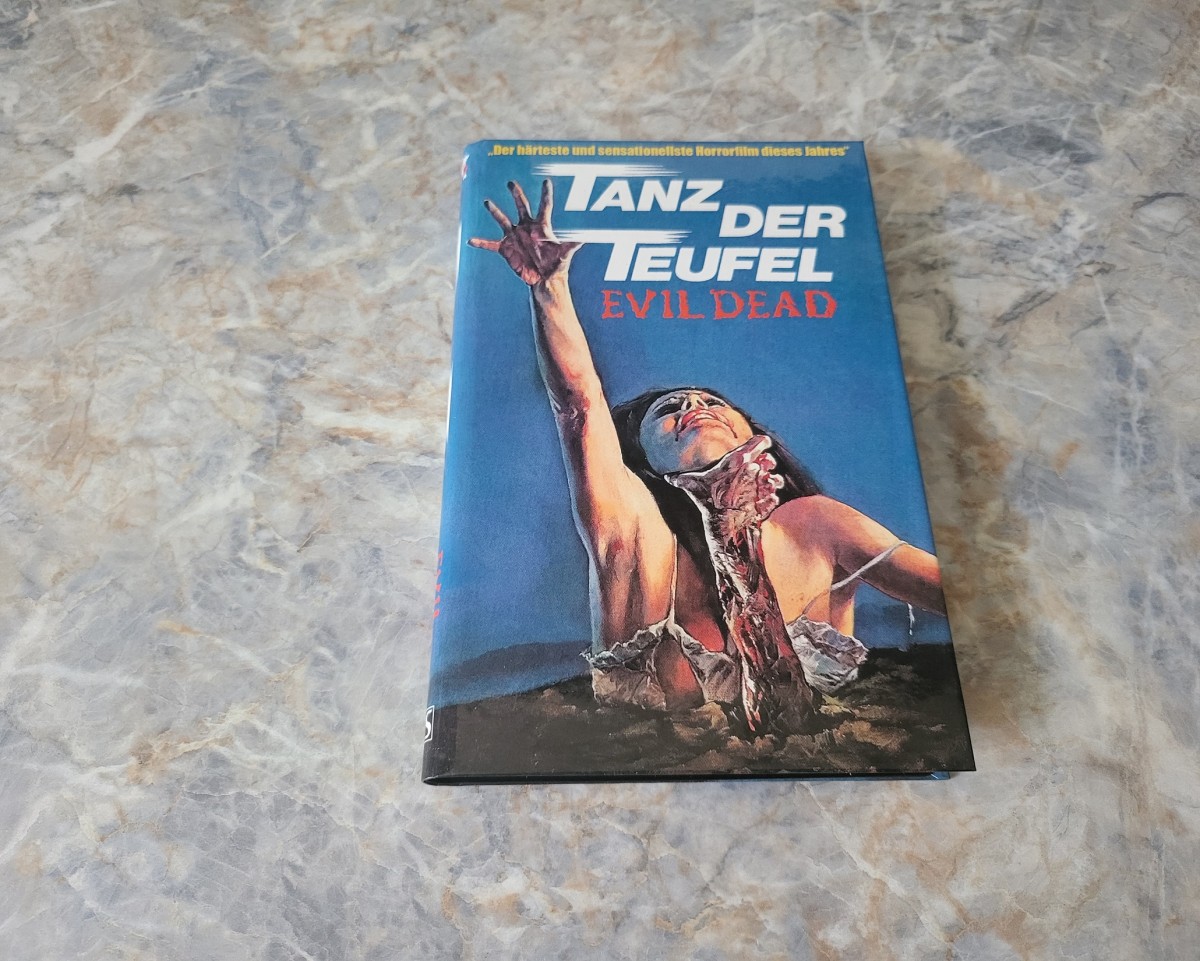 „Der härteste und sensationellste Horrorfilm dieses Jahres"
TANZ
DER
TEUFEL
EVIL DEAD